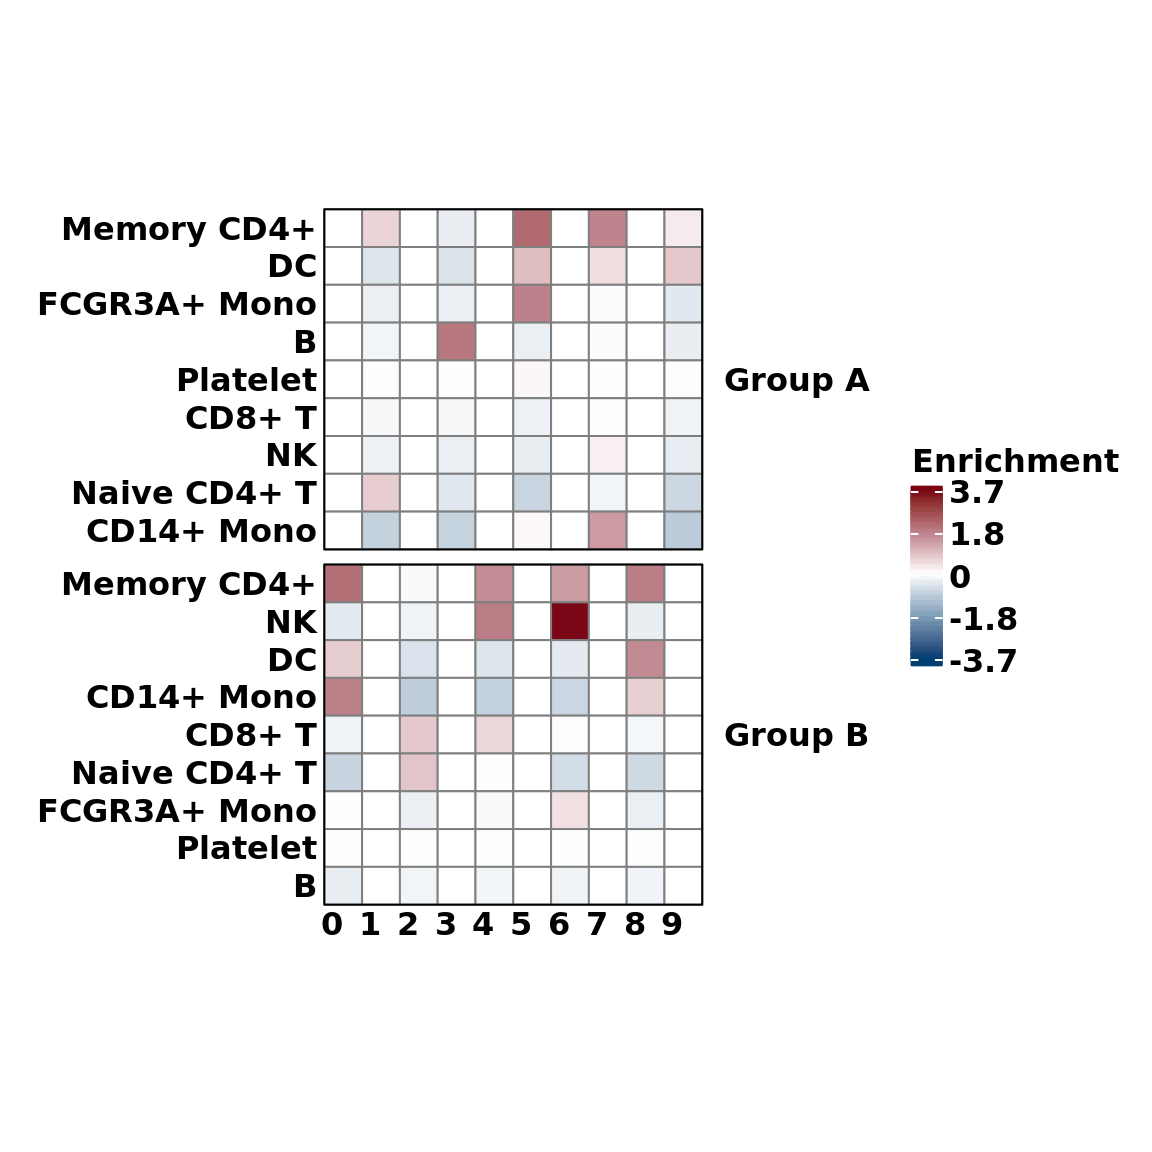 Memory CD4+
DC
FCGR3A+ Mono
B
Platelet
CD8+ T
NK
Naive CD4+ T
CD14+ Mono
Group A
Memory CD4+
NK
DC
CD14+ Mono
CD8+ T
Naive CD4+ T
FCGR3A+ Mono
Platelet
B
Group B
0 1 2 3 4 5 6 7 8 9
Enrichment
3.7
1.8
0
-1.8
-3.7